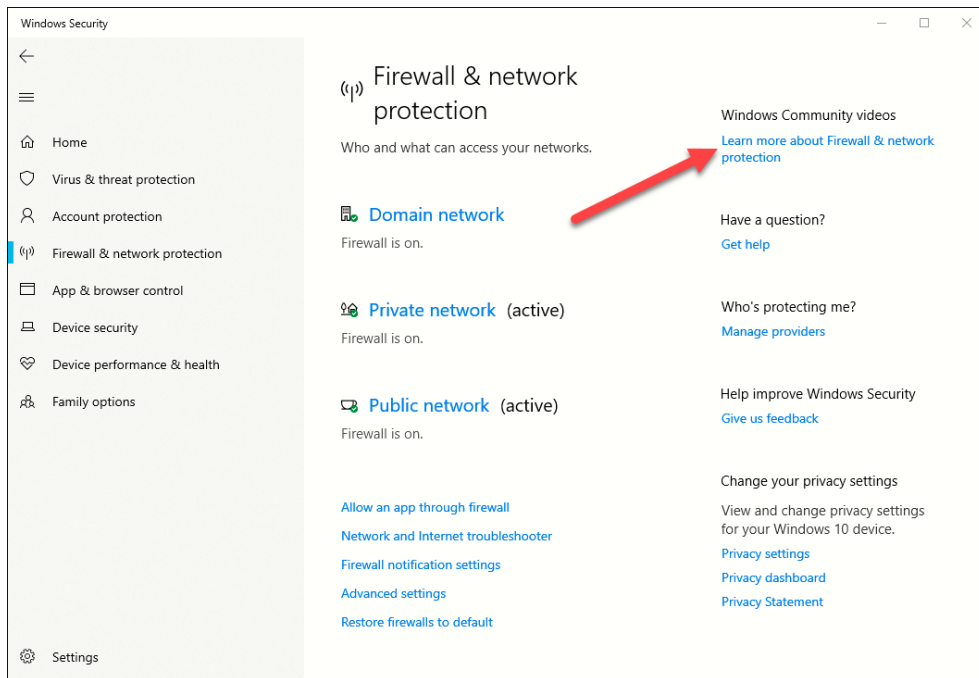 Windows Security
Home
Virus & threat protection
Account protection
Firewall & network protection
App & browser control
Device security
Device performance & health
Family options
Settings
Firewall & network
protection
Who and what can access your networks.
Domain network
Firewall is on.
Private network (active)
Firewall is on.
Public network (active)
Firewall is on.
Allow an app through firewall
Network and Internet troubleshooter
Firewall notification settings
Advanced settings
Restore firewalls to default
Windows Community videos
Learn more about Firewall & network
protection
Have a question?
Get help
Who's protecting me?
Manage providers
Help improve Windows Security
Give us feedback
Change your privacy settings
View and change privacy settings
for your Windows 10 device.
Privacy settings
Privacy dashboard
Privacy Statement